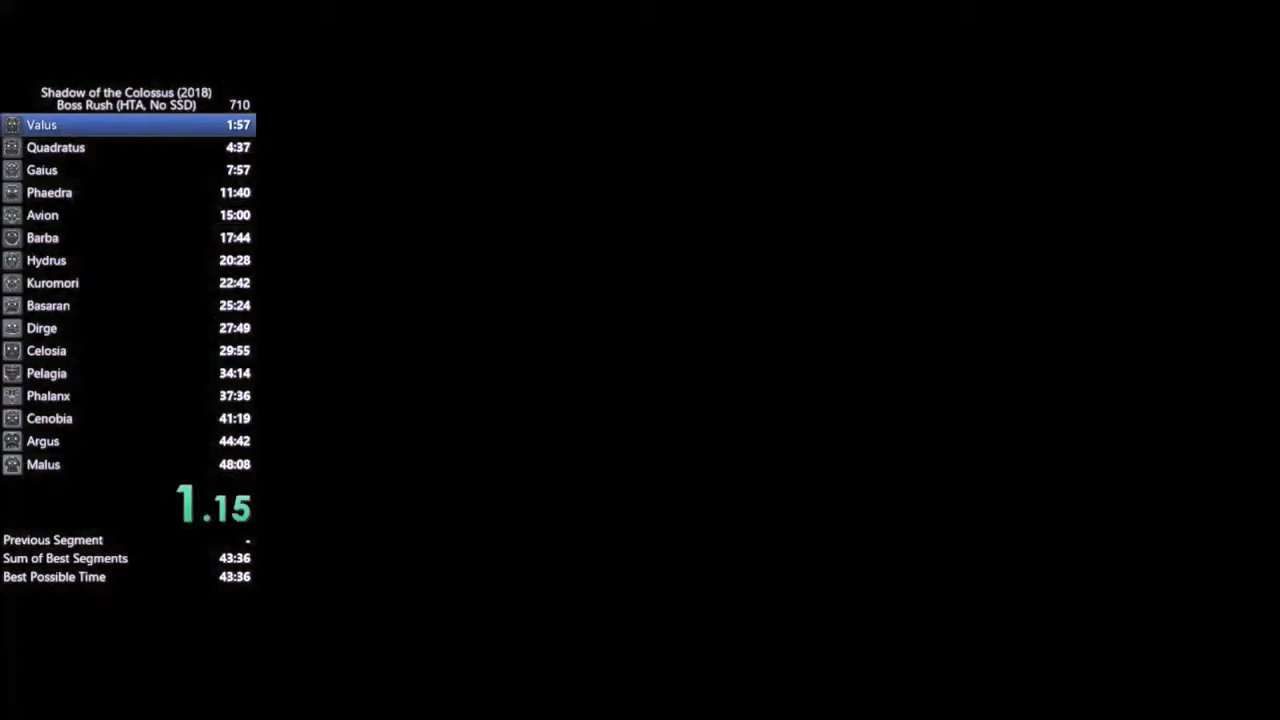 Shadow of the Colossus (2018)
Boss Rush (HTA, No SSD) 710
Valus 1:57
Quadratus 4:37
Gaius 7:57
Phaedra 11:40
Avion 15:00
Barba 17:44
Hydrus 20:28
Kuromori 22:42
Basaran 25:24
Dirge 27:49
Celosia 29:55
Pelagia 34:14
Phalanx 37:36
Cenobia 41:19
Argus 44:42
Malus 48:08
1.15
Previous Segment -
Sum of Best Segments 43:36
Best Possible Time 43:36